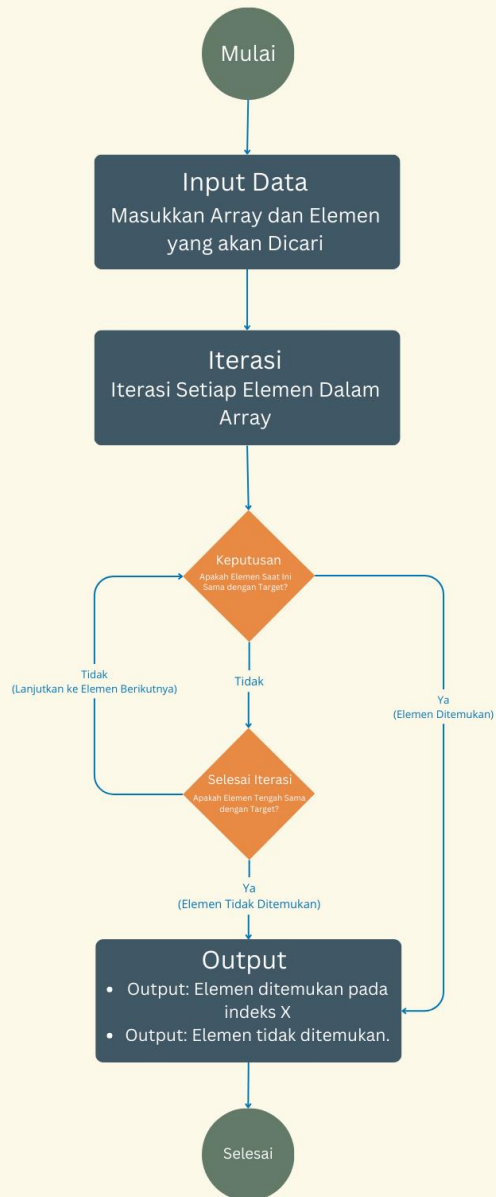 Mulai
Input Data
Masukkan Array dan Elemen
yang akan Dicari
Iterasi
Iterasi Setiap Elemen Dalam
Array
Keputusan
Apakah Elemen Saat Ini
Sama dengan Target?
Tidak
(Lanjutkan ke Elemen Berikutnya)
Tidak
Ya
(Elemen Ditemukan)
Selesai Iterasi
Apakah Elemen Tengah Sama
dengan Target?
Ya
(Elemen Tidak Ditemukan)
Output
• Output: Elemen ditemukan pada
indeks X
• Output: Elemen tidak ditemukan.
Selesai